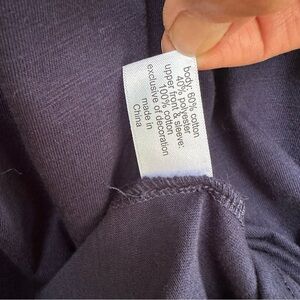 body: 60% cotton
40% polyester
upper front & sleeve:
100% cotton
exclusive of decoration
made in
China